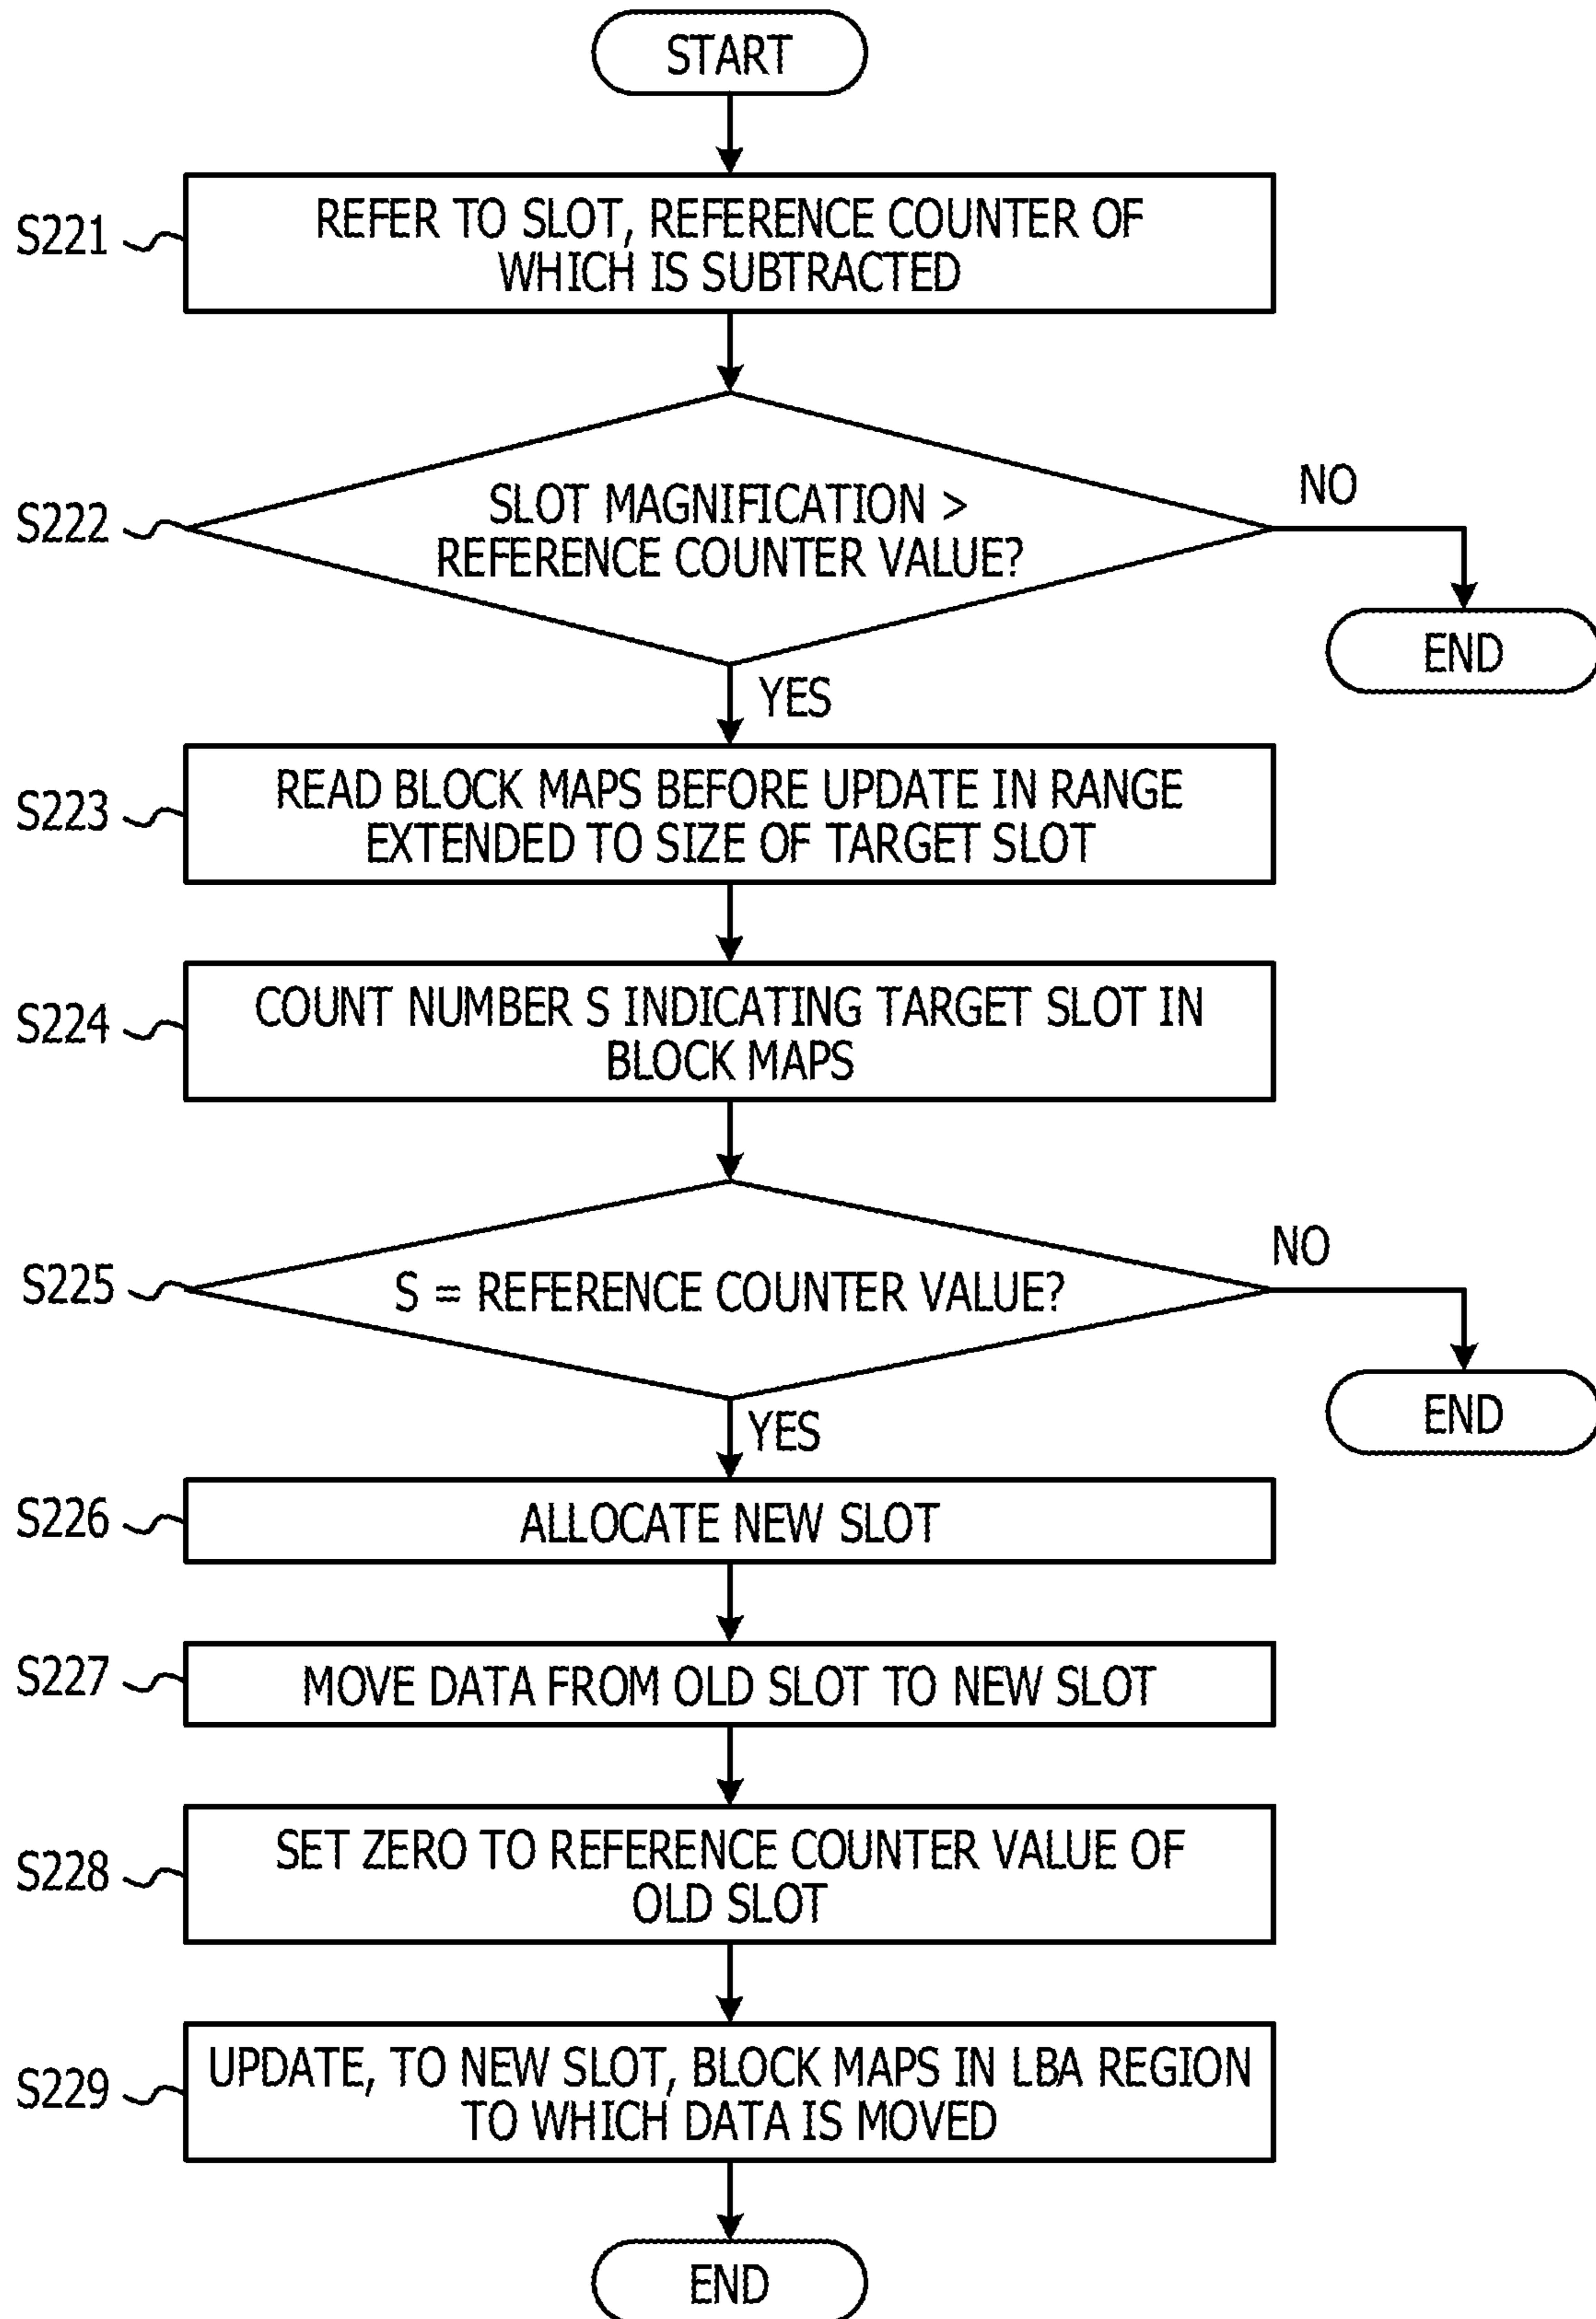 START
S221
REFER TO SLOT, REFERENCE COUNTER OF
WHICH IS SUBTRACTED
S222
SLOT MAGNIFICATION >
REFERENCE COUNTER VALUE?
NO
END
YES
S223
READ BLOCK MAPS BEFORE UPDATE IN RANGE
EXTENDED TO SIZE OF TARGET SLOT
S224
COUNT NUMBER S INDICATING TARGET SLOT IN
BLOCK MAPS
S225
S = REFERENCE COUNTER VALUE?
NO
END
YES
S226
ALLOCATE NEW SLOT
S227
MOVE DATA FROM OLD SLOT TO NEW SLOT
S228
SET ZERO TO REFERENCE COUNTER VALUE OF
OLD SLOT
S229
UPDATE, TO NEW SLOT, BLOCK MAPS IN LBA REGION
TO WHICH DATA IS MOVED
END